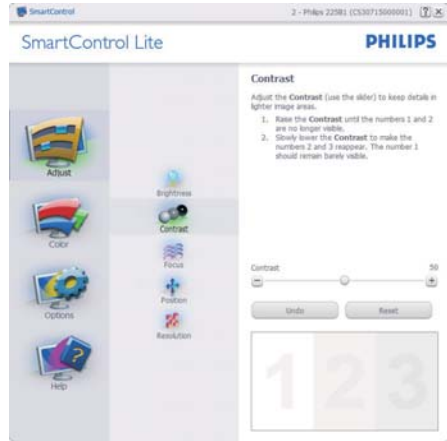 SmartControl
2 - Philips 225B1 (CS30715000001)
SmartControl Lite
PHILIPS
Adjust
Color
Options
Help
Brightness
Contrast
Focus
Position
Resolution
Contrast
Adjust the Contrast (use the slider) to keep details in
lighter image areas.
1. Raise the Contrast until the numbers 1 and 2
are no longer visible.
2. Slowly lower the Contrast to make the
numbers 2 and 3 reappear. The number 1
should remain barely visible.
Contrast 50
Undo Reset
1 2 3